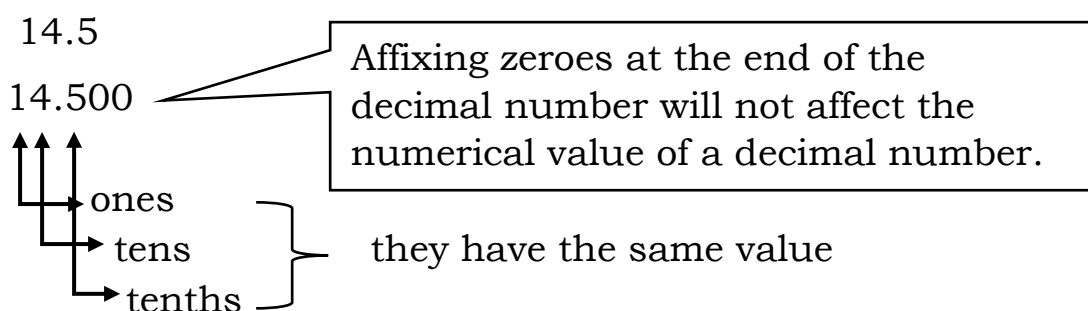 14.5
14.500
Affixing zeroes at the end of the
decimal number will not affect the
numerical value of a decimal number.
ones
tens
they have the same value
tenths